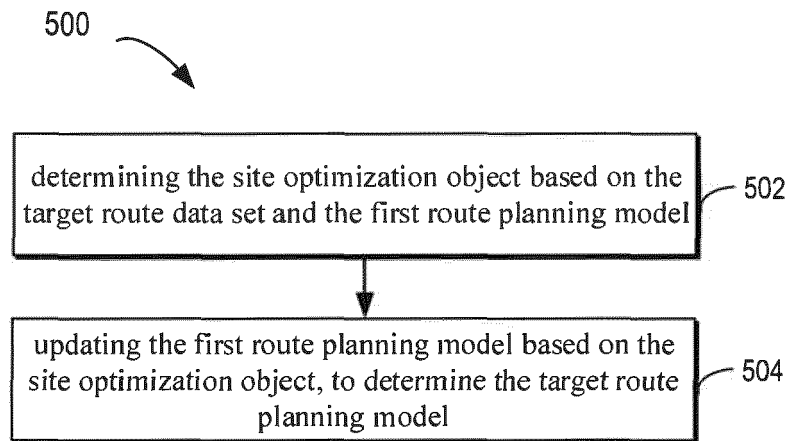 500
determining the site optimization object based on the
target route data set and the first route planning model
502
updating the first route planning model based on the
site optimization object, to determine the target route
planning model
504